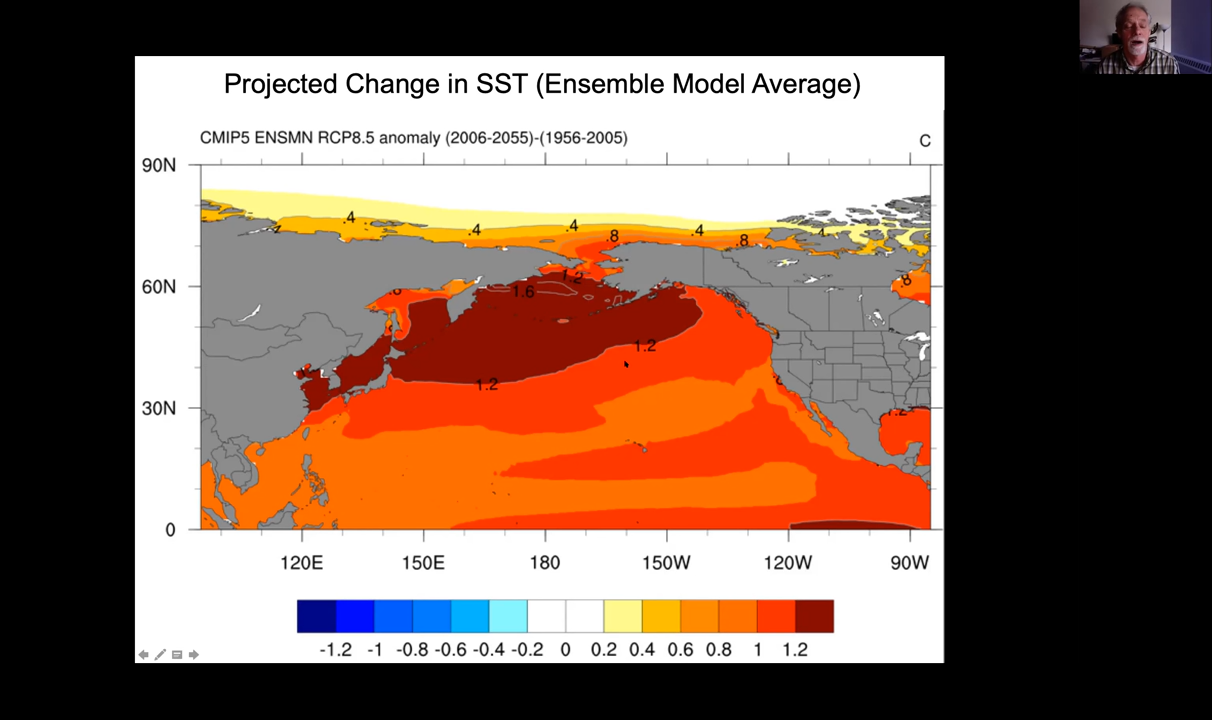 Projected Change in SST (Ensemble Model Average)
CMIP5 ENSMN RCP8.5 anomaly (2006-2055)-(1956-2005)
C
90N
60N
30N
0
.4
.4
.4
.8
.4
.8
.8
1.2
1.6
1.2
1.2
1.2
120E
150E
180
150W
120W
90W
-1.2
-1
-0.8
-0.6
-0.4
-0.2
0
0.2
0.4
0.6
0.8
1
1.2